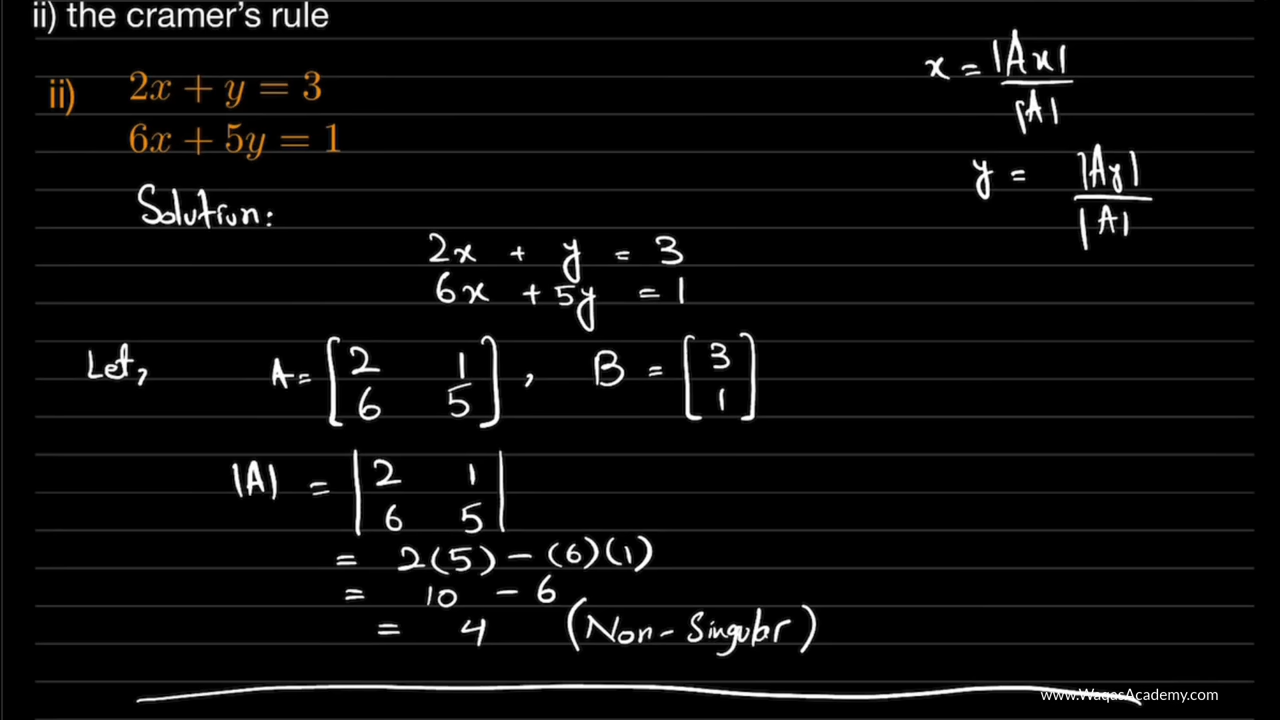 ii) the cramer's rule
ii) 2x + y = 3
6x + 5y = 1
x = |Ax| / |A|
y = |Ay| / |A|
Solution:
2x + y = 3
6x + 5y = 1
Let, A = [2 1
6 5], B = [3
1]
|A| = |2 1
6 5|
= 2(5) - (6)(1)
= 10 - 6
= 4 (Non-Singular)
www.WaqasAcademy.com